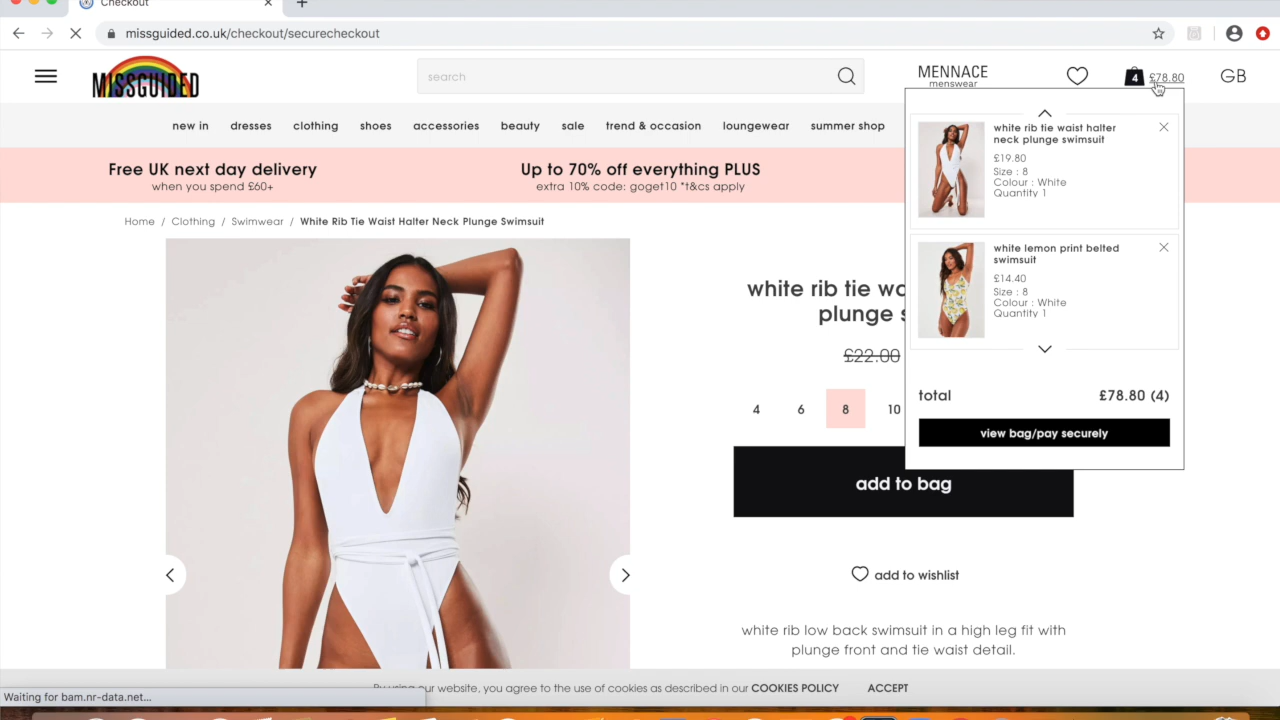 Checkout
missguided.co.uk/checkout/securecheckout
MISSGUIDED
search
MENNACE
menswear
4
£78.80
GB
new in
dresses
clothing
shoes
accessories
beauty
sale
trend & occasion
loungewear
summer shop
Free UK next day delivery
when you spend £60+
Up to 70% off everything PLUS
extra 10% code: goget10 *t&cs apply
Home / Clothing / Swimwear / White Rib Tie Waist Halter Neck Plunge Swimsuit
white rib tie wa
plunge s
£22.00
4
6
8
10
add to bag
add to wishlist
white rib low back swimsuit in a high leg fit with
plunge front and tie waist detail.
white rib tie waist halter
neck plunge swimsuit
£19.80
Size : 8
Colour : White
Quantity 1
white lemon print belted
swimsuit
£14.40
Size : 8
Colour : White
Quantity 1
total
£78.80 (4)
view bag/pay securely
By using our website, you agree to the use of cookies as described in our COOKIES POLICY
ACCEPT
Waiting for bam.nr-data.net...